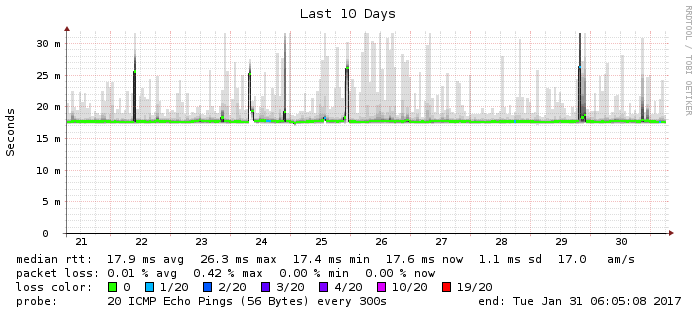 Last 10 Days
RRDTOOL / TOBI OETIKER
Seconds
30 m
25 m
20 m
15 m
10 m
5 m
0
21 22 23 24 25 26 27 28 29 30
median rtt: 17.9 ms avg 26.3 ms max 17.4 ms min 17.6 ms now 1.1 ms sd 17.0 am/s
packet loss: 0.01 % avg 0.42 % max 0.00 % min 0.00 % now
loss color: 0 1/20 2/20 3/20 4/20 10/20 19/20
probe: 20 ICMP Echo Pings (56 Bytes) every 300s end: Tue Jan 31 06:05:08 2017